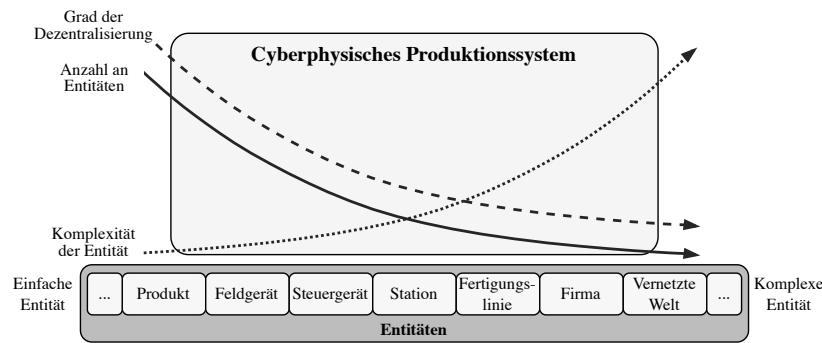 Grad der
Dezentralisierung
Cyberphysisches Produktionssystem
Anzahl an
Entitäten
Komplexität
der Entität
Einfache
Entität
...
Produkt
Feldgerät
Steuergerät
Station
Fertigungs-
linie
Firma
Vernetzte
Welt
...
Komplexe
Entität
Entitäten